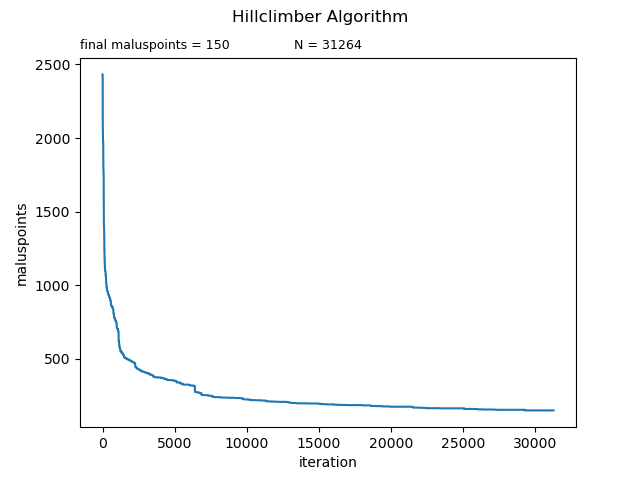 Hillclimber Algorithm
final maluspoints = 150 N = 31264
2500
2000
1500
1000
500
maluspoints
0 5000 10000 15000 20000 25000 30000
iteration